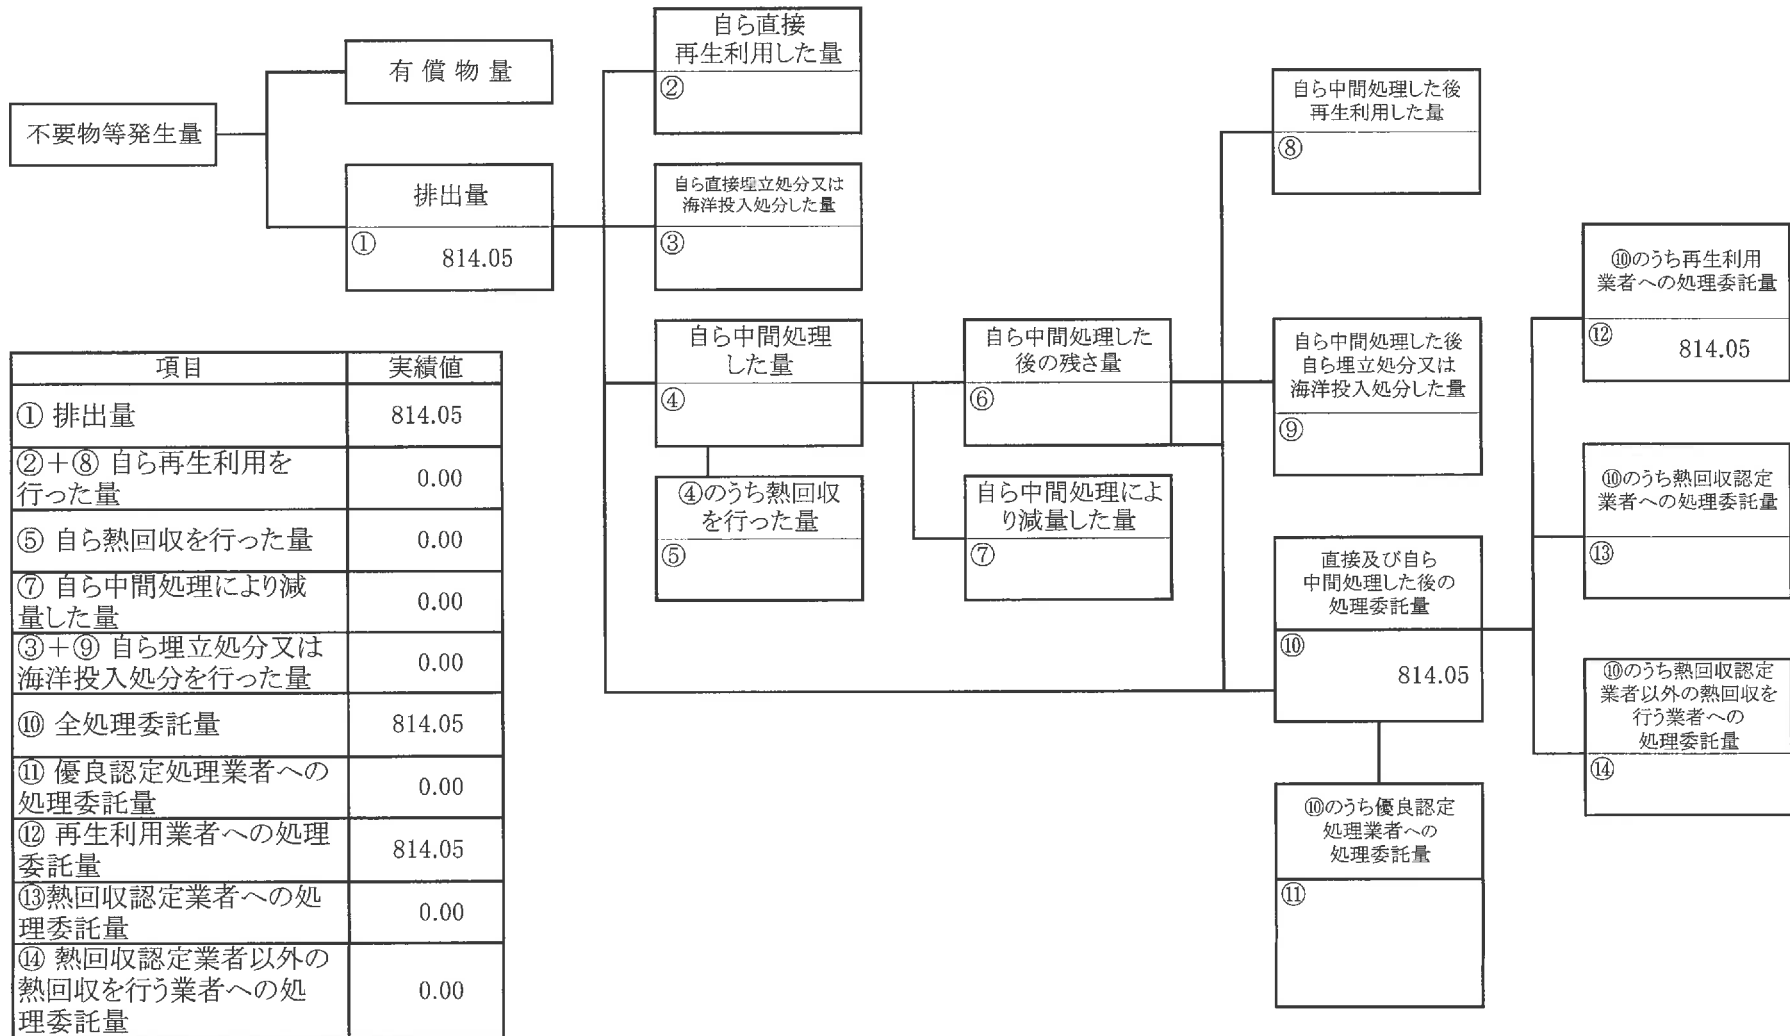 不要物等発生量
有償物量
排出量
①
814.05
自ら直接
再生利用した量
②
自ら直接埋立処分又は
海洋投入処分した量
③
自ら中間処理
した量
④
④のうち熱回収
を行った量
⑤
自ら中間処理した
後の残さ量
⑥
自ら中間処理によ
り減量した量
⑦
自ら中間処理した後
再生利用した量
⑧
自ら中間処理した後
自ら埋立処分又は
海洋投入処分した量
⑨
直接及び自ら
中間処理した後の
処理委託量
⑩
814.05
⑩のうち優良認定
処理業者への
処理委託量
⑪
⑩のうち再生利用
業者への処理委託量
⑫
814.05
⑩のうち熱回収認定
業者への処理委託量
⑬
⑩のうち熱回収認定
業者以外の熱回収を
行う業者への
処理委託量
⑭
項目 実績値
① 排出量 814.05
②+⑧ 自ら再生利用を
行った量 0.00
⑤ 自ら熱回収を行った量 0.00
⑦ 自ら中間処理により減
量した量 0.00
③+⑨ 自ら埋立処分又は
海洋投入処分を行った量 0.00
⑩ 全処理委託量 814.05
⑪ 優良認定処理業者への
処理委託量 0.00
⑫ 再生利用業者への処理
委託量 814.05
⑬熱回収認定業者への処
理委託量 0.00
⑭ 熱回収認定業者以外の
熱回収を行う業者への処
理委託量 0.00